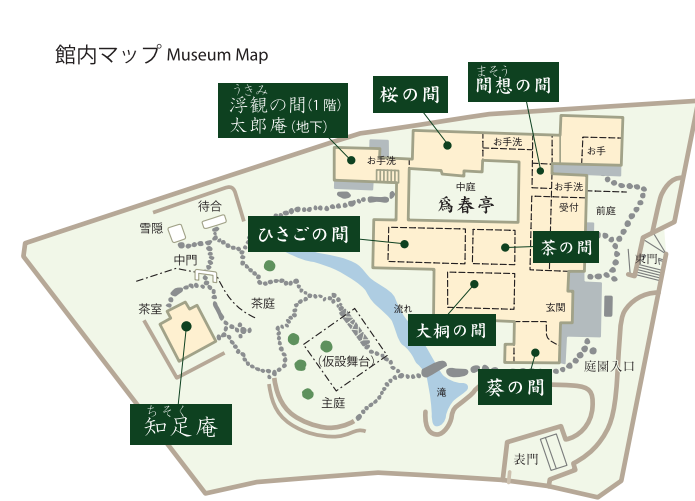 館内マップ Museum Map
うきみ
浮観の間(1階)
太郎庵(地下)
桜の間
まそう
間想の間
お手洗
お手
お手洗
中庭
お手洗
爲春亭
受付
前庭
待合
雪隠
ひさごの間
茶の間
東門
中門
茶室
茶庭
流れ
玄関
大桐の間
(仮設舞台)
庭園入口
葵の間
滝
主庭
ちそく
知足庵
表門